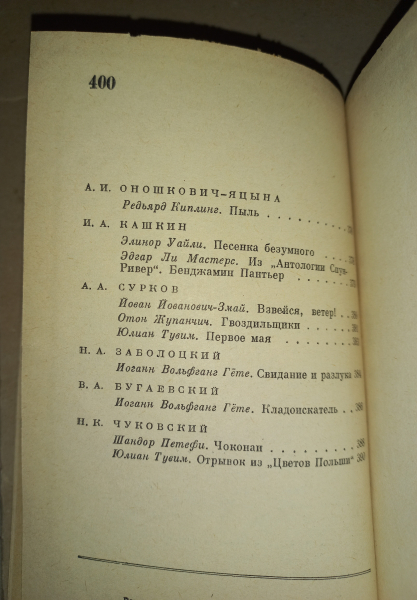 400
А. И. ОНОШКОВИЧ-ЯЦЫНА
Редьярд Киплинг. Пыль . . . . . . . .
И. А. КАШКИН
Элинор Уайли. Песенка безумного . . . .
Эдгар Ли Мастерс. Из „Антологии Спун-
Ривер". Бенджамин Пантьер . . . . . .
А. А. СУРКОВ
Йован Йованович-Змай. Взвейся, ветер! . .
Отон Жупанчич. Гвоздильщики . . . . .
Юлиан Тувим. Первое мая . . . . . . .
Н. А. ЗАБОЛОЦКИЙ
Иоганн Вольфганг Гёте. Свидание и разлука
В. А. БУГАЕВСКИЙ
Иоганн Вольфганг Гёте. Кладоискатель . .
Н. К. ЧУКОВСКИЙ
Шандор Петефи. Чоконаи . . . . . . . .
Юлиан Тувим. Отрывок из „Цветов Польши"